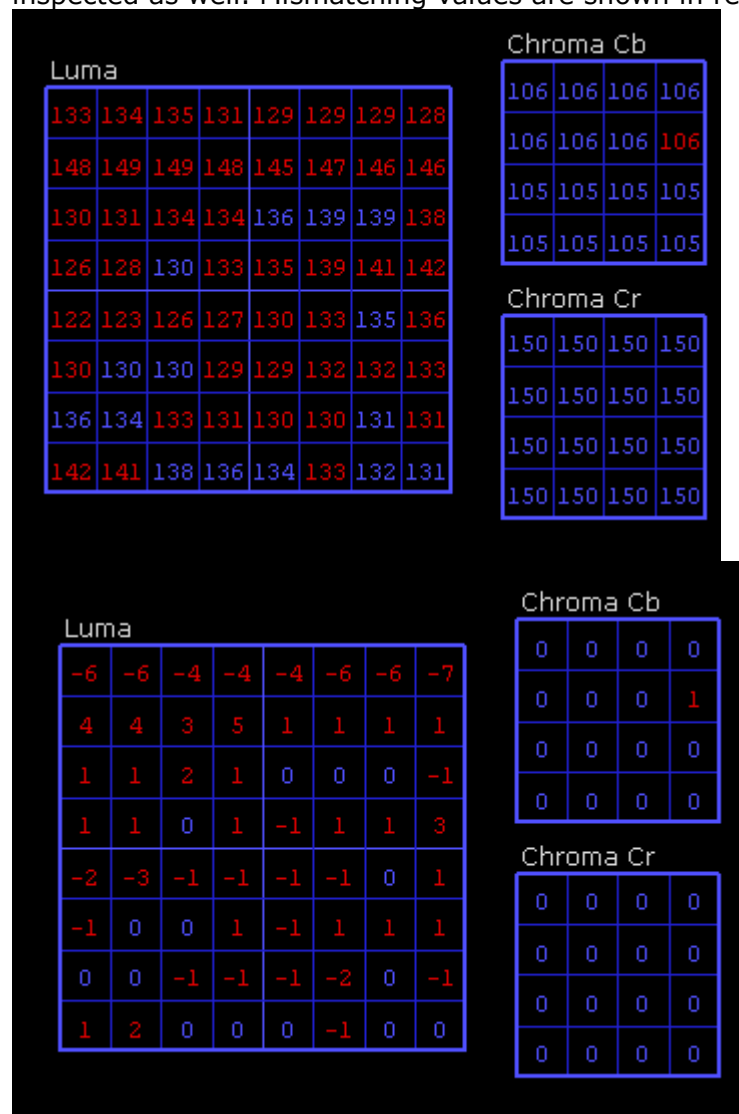 inspected as well. Mismatching values are shown in re
Luma
133 134 135 131 129 129 129 128
148 149 149 148 145 147 146 146
130 131 134 134 136 139 139 138
126 128 130 133 135 139 141 142
122 123 126 127 130 133 135 136
130 130 130 129 129 132 132 133
136 134 133 131 130 130 131 131
142 141 138 136 134 133 132 131
Chroma Cb
106 106 106 106
106 106 106 106
105 105 105 105
105 105 105 105
Chroma Cr
150 150 150 150
150 150 150 150
150 150 150 150
150 150 150 150
Luma
-6 -6 -4 -4 -4 -6 -6 -7
4 4 3 5 1 1 1 1
1 1 2 1 0 0 0 -1
1 1 0 1 -1 1 1 3
-2 -3 -1 -1 -1 -1 0 1
-1 0 0 1 -1 1 1 1
0 0 -1 -1 -1 -2 0 -1
1 2 0 0 0 -1 0 0
Chroma Cb
0 0 0 0
0 0 0 1
0 0 0 0
0 0 0 0
Chroma Cr
0 0 0 0
0 0 0 0
0 0 0 0
0 0 0 0